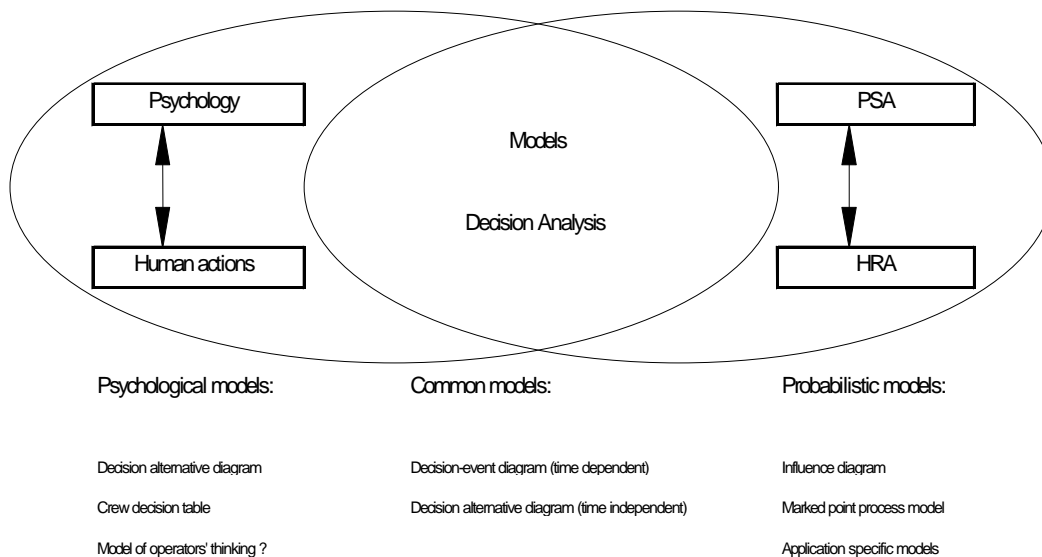 Psychology
PSA
Models
Decision Analysis
Human actions
HRA
Psychological models:
Common models:
Probabilistic models:
Decision alternative diagram
Decision-event diagram (time dependent)
Influence diagram
Crew decision table
Decision alternative diagram (time independent)
Marked point process model
Model of operators' thinking ?
Application specific models